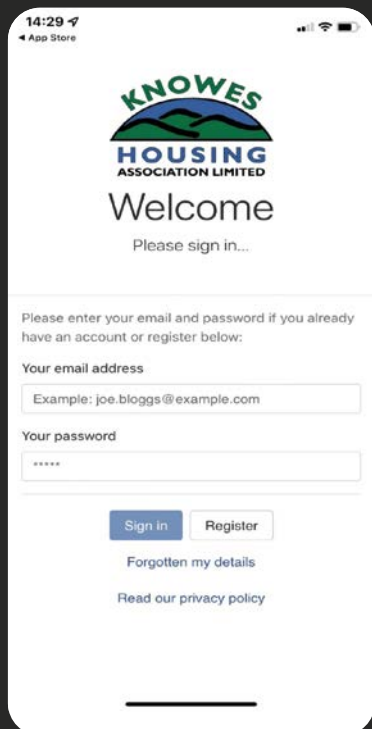 14:29
◀ App Store
KNOWES
HOUSING
ASSOCIATION LIMITED
Welcome
Please sign in...
Please enter your email and password if you already
have an account or register below:
Your email address
Example: joe.bloggs@example.com
Your password
*****
Sign in Register
Forgotten my details
Read our privacy policy